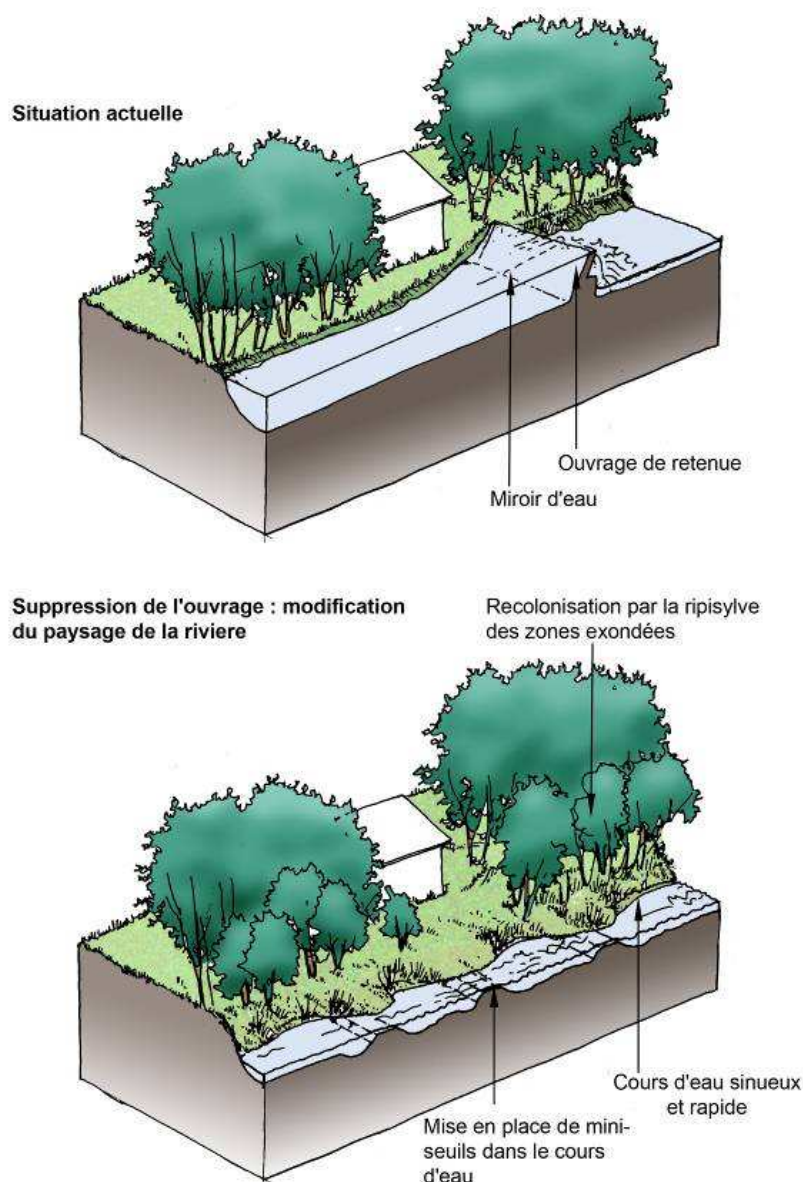 Situation actuelle
Ouvrage de retenue
Miroir d'eau
Suppression de l'ouvrage : modification
du paysage de la riviere
Recolonisation par la ripisylve
des zones exondées
Cours d'eau sinueux
et rapide
Mise en place de mini-
seuils dans le cours
d'eau